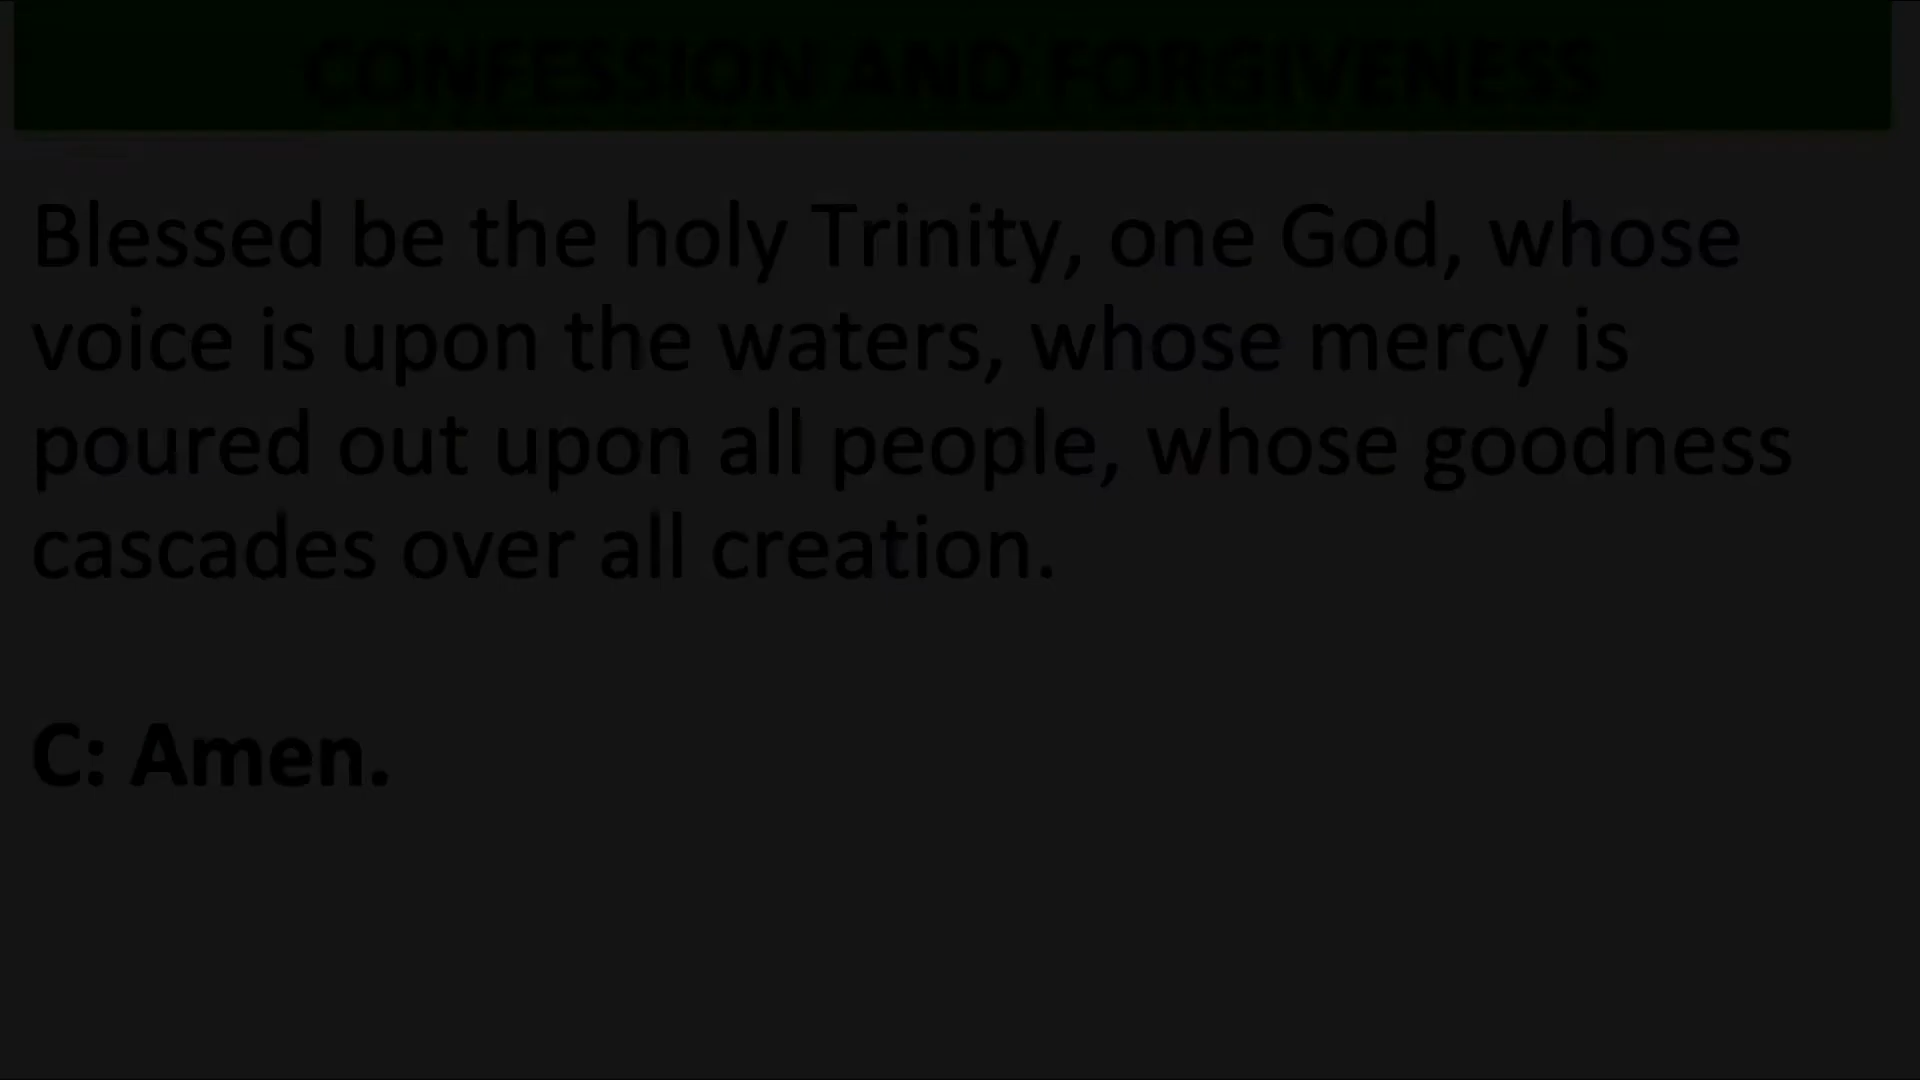 CONFESSION AND FORGIVENESS
Blessed be the holy Trinity, one God, whose
voice is upon the waters, whose mercy is
poured out upon all people, whose goodness
cascades over all creation.
C: Amen.